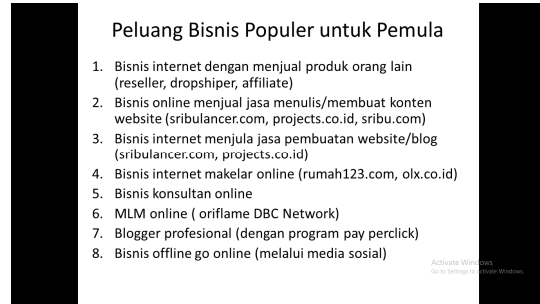 Peluang Bisnis Populer untuk Pemula
1. Bisnis internet dengan menjual produk orang lain
(reseller, dropshiper, affiliate)
2. Bisnis online menjual jasa menulis/membuat konten
website (sribulancer.com, projects.co.id, sribu.com)
3. Bisnis internet menjula jasa pembuatan website/blog
(sribulancer.com, projects.co.id)
4. Bisnis internet makelar online (rumah123.com, olx.co.id)
5. Bisnis konsultan online
6. MLM online ( oriflame DBC Network)
7. Blogger profesional (dengan program pay perclick)
8. Bisnis offline go online (melalui media sosial)
Activate Windows
Go to Settings to activate Windows.